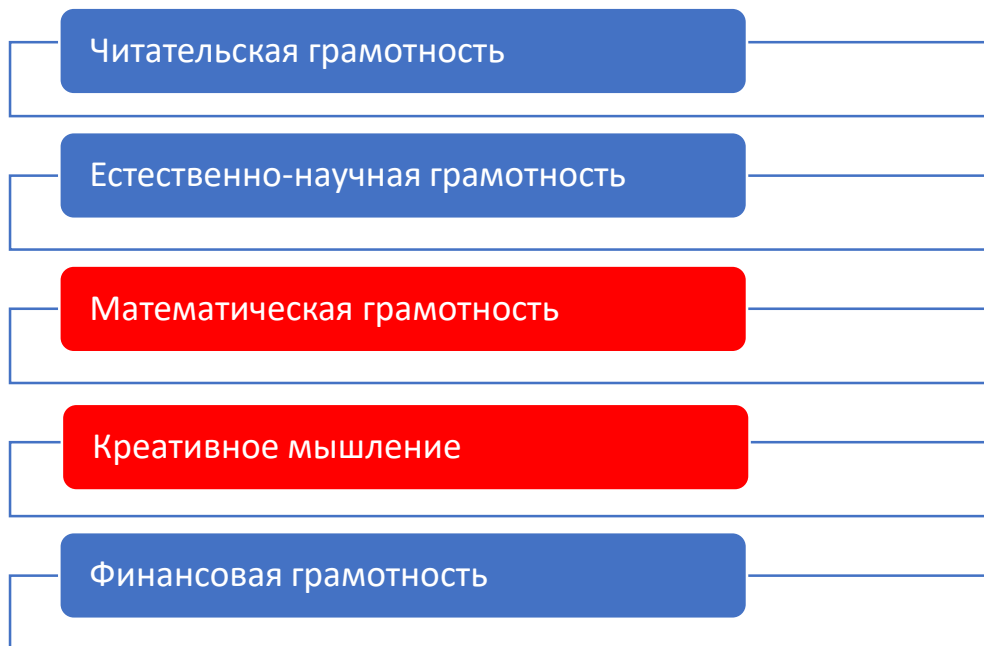 Читательская грамотность
Естественно-научная грамотность
Математическая грамотность
Креативное мышление
Финансовая грамотность